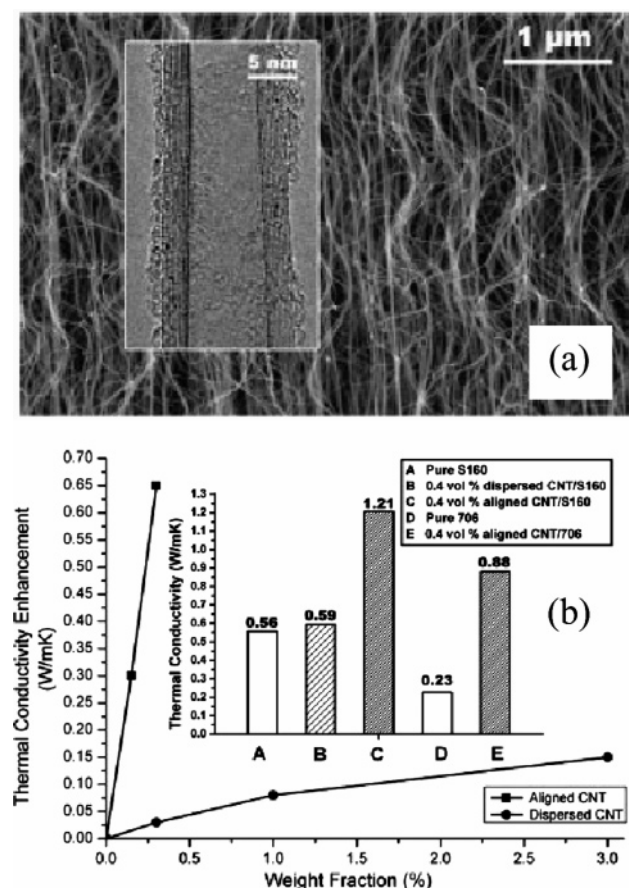 5 nm
1 µm
(a)
0.70
0.65
0.60
0.55
0.50
0.45
0.40
0.35
0.30
0.25
0.20
0.15
0.10
0.05
0.00
Thermal Conductivity Enhancement
(W/mK)
A Pure S160
B 0.4 vol % dispersed CNT/S160
C 0.4 vol % aligned CNT/S160
D Pure 706
E 0.4 vol % aligned CNT/706
1.3
1.2
1.1
1.0
0.9
0.8
0.7
0.6
0.5
0.4
0.3
0.2
0.1
0.0
Thermal Conductivity (W/mK)
0.56
0.59
1.21
0.23
0.88
A B C D E
(b)
Aligned CNT
Dispersed CNT
0.0 0.5 1.0 1.5 2.0 2.5 3.0
Weight Fraction (%)